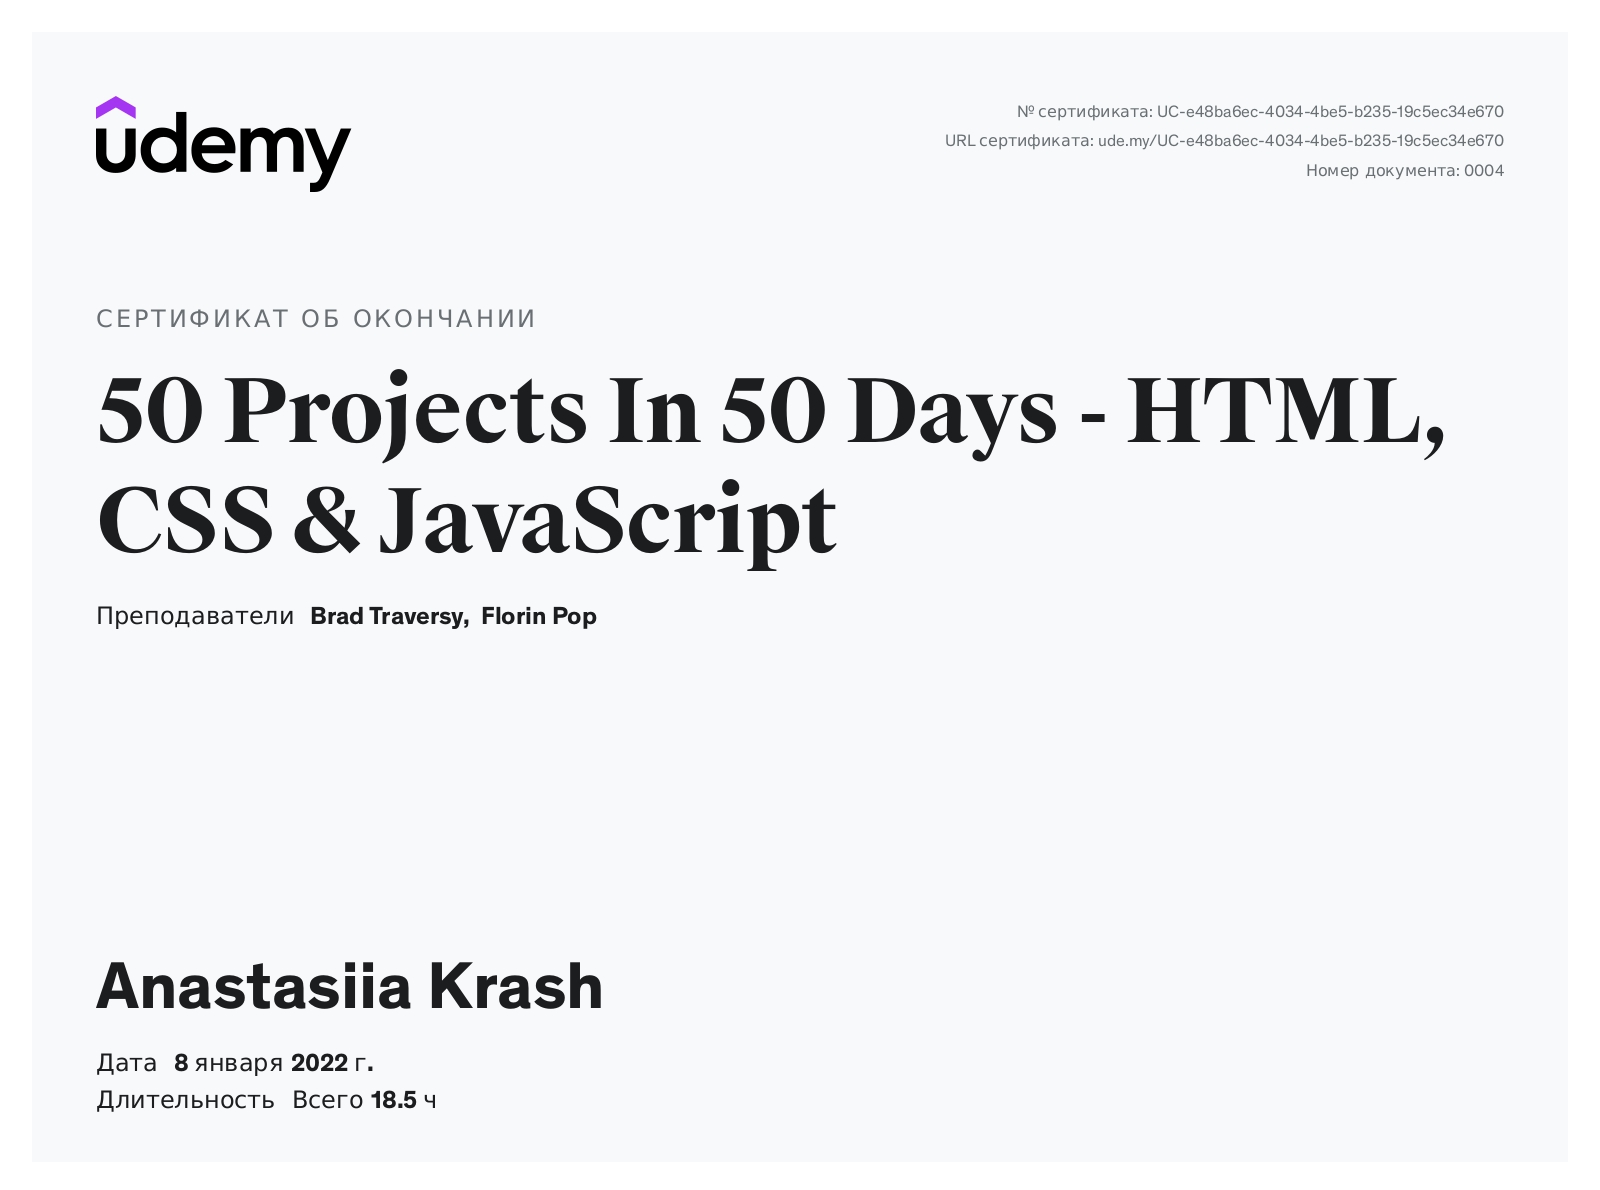 udemy
№ сертификата: UC-e48ba6ec-4034-4be5-b235-19c5ec34e670
URL сертификата: ude.my/UC-e48ba6ec-4034-4be5-b235-19c5ec34e670
Номер документа: 0004
СЕРТИФИКАТ ОБ ОКОНЧАНИИ
50 Projects In 50 Days - HTML,
CSS & JavaScript
Преподаватели Brad Traversy, Florin Pop
Anastasiia Krash
Дата 8 января 2022 г.
Длительность Всего 18.5 ч